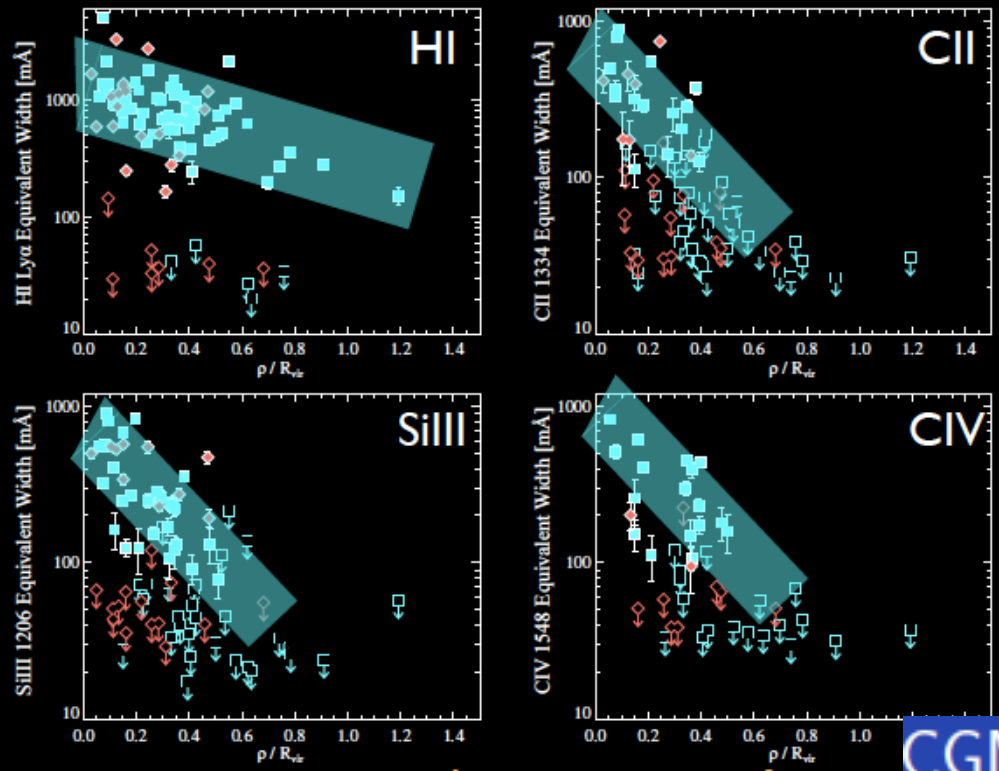 HI
HI Lyα Equivalent Width [mÅ]
1000
100
10
0.0 0.2 0.4 0.6 0.8 1.0 1.2 1.4
ρ / Rvir
CII
CII 1334 Equivalent Width [mÅ]
1000
100
10
0.0 0.2 0.4 0.6 0.8 1.0 1.2 1.4
ρ / Rvir
SiIII
SiIII 1206 Equivalent Width [mÅ]
1000
100
10
0.0 0.2 0.4 0.6 0.8 1.0 1.2 1.4
ρ / Rvir
CIV
CIV 1548 Equivalent Width [mÅ]
1000
100
10
0.0 0.2 0.4 0.6 0.8 1.0
ρ / Rvir